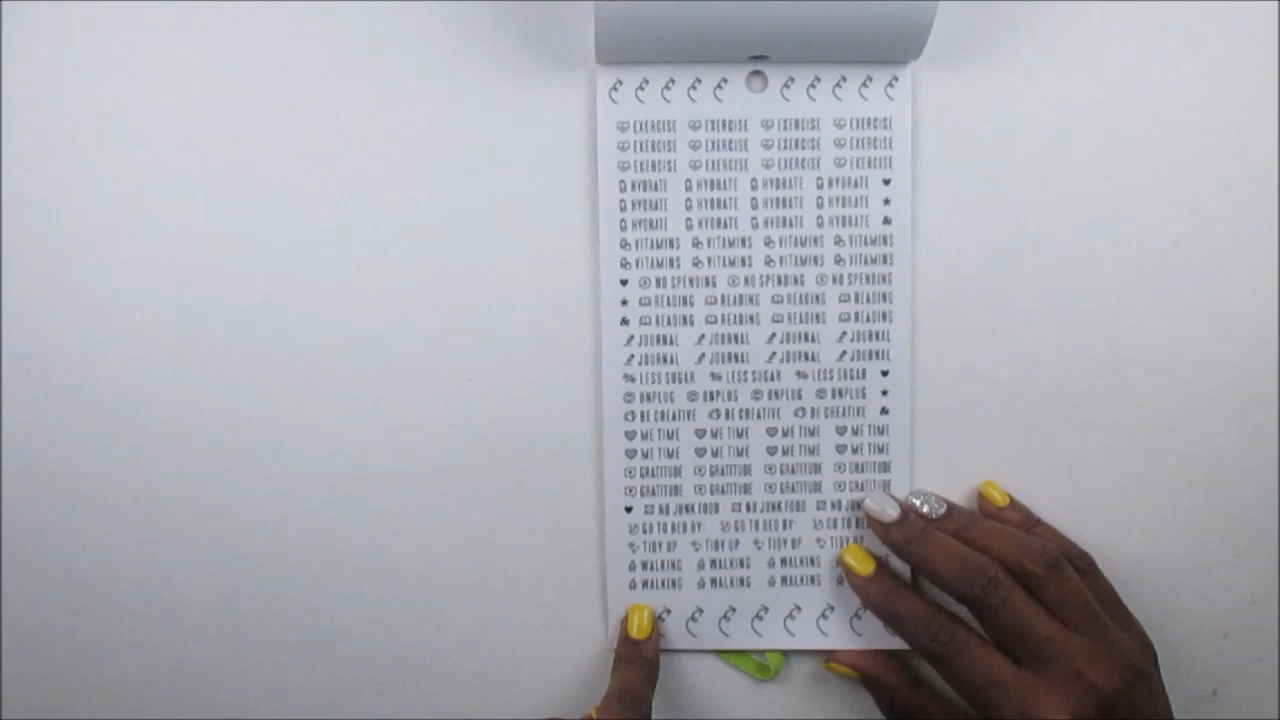 EXERCISE EXERCISE EXERCISE EXERCISE
EXERCISE EXERCISE EXERCISE EXERCISE
EXERCISE EXERCISE EXERCISE EXERCISE
HYDRATE HYDRATE HYDRATE HYDRATE
HYDRATE HYDRATE HYDRATE HYDRATE
HYDRATE HYDRATE HYDRATE HYDRATE &
VITAMINS VITAMINS VITAMINS VITAMINS
VITAMINS VITAMINS VITAMINS VITAMINS
NO SPENDING NO SPENDING NO SPENDING
READING READING READING READING
& READING READING READING READING
JOURNAL JOURNAL JOURNAL JOURNAL
JOURNAL JOURNAL JOURNAL JOURNAL
LESS SUGAR LESS SUGAR LESS SUGAR
UNPLUG UNPLUG UNPLUG UNPLUG
BE CREATIVE BE CREATIVE BE CREATIVE &
ME TIME ME TIME ME TIME ME TIME
ME TIME ME TIME ME TIME ME TIME
GRATITUDE GRATITUDE GRATITUDE GRATITUDE
GRATITUDE GRATITUDE GRATITUDE GRATITUDE
NO JUNK FOOD NO JUNK FOOD NO
GO TO BED BY: GO TO BED BY: GO TO
TIDY UP TIDY UP TIDY UP TIDY UP
WALKING WALKING WALKING
WALKING WALKING WALKING